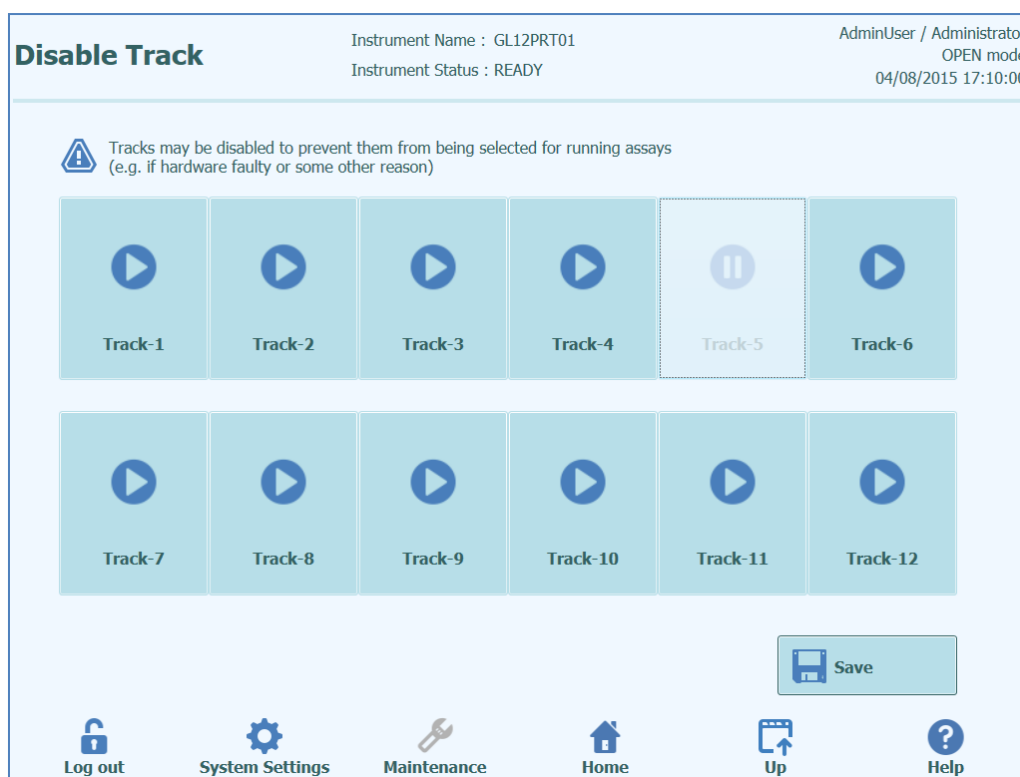 Disable Track
Instrument Name : GL12PRT01
Instrument Status : READY
AdminUser / Administrato
OPEN mode
04/08/2015 17:10:00
Tracks may be disabled to prevent them from being selected for running assays
(e.g. if hardware faulty or some other reason)
Track-1 Track-2 Track-3 Track-4 Track-5 Track-6
Track-7 Track-8 Track-9 Track-10 Track-11 Track-12
Save
Log out System Settings Maintenance Home Up Help